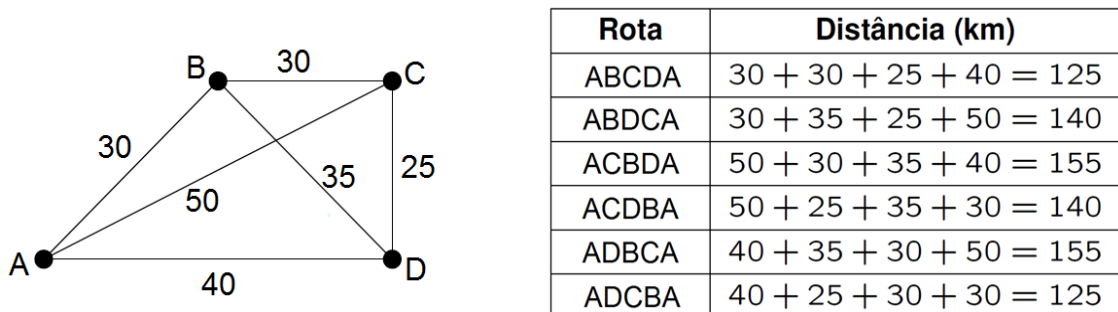 B 30 C
30 50 35 25
A 40 D
Rota Distância (km)
ABCDA 30 + 30 + 25 + 40 = 125
ABDCA 30 + 35 + 25 + 50 = 140
ACBDA 50 + 30 + 35 + 40 = 155
ACDBA 50 + 25 + 35 + 30 = 140
ADBCA 40 + 35 + 30 + 50 = 155
ADCBA 40 + 25 + 30 + 30 = 125